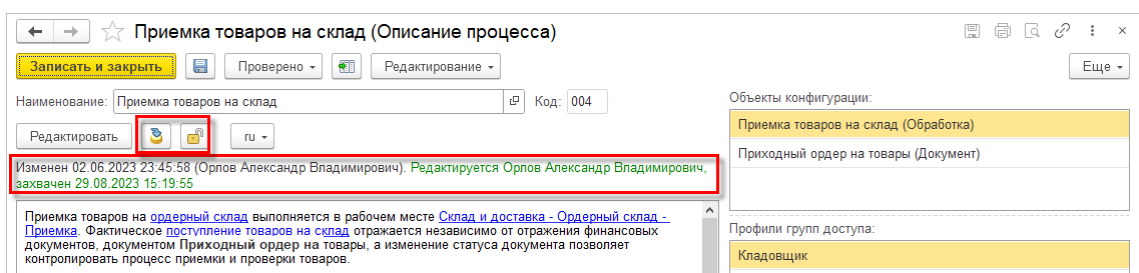 Приемка товаров на склад (Описание процесса)
Записать и закрыть Проверено Редактирование Еще
Наименование: Приемка товаров на склад Код: 004
Редактировать ru
Изменен 02.06.2023 23:45:58 (Орлов Александр Владимирович). Редактируется Орлов Александр Владимирович,
захвачен 29.08.2023 15:19:55
Приемка товаров на ордерный склад выполняется в рабочем месте Склад и доставка - Ордерный склад -
Приемка. Фактическое поступление товаров на склад отражается независимо от отражения финансовых
документов, документом Приходный ордер на товары, а изменение статуса документа позволяет
контролировать процесс приемки и проверки товаров.
Объекты конфигурации:
Приемка товаров на склад (Обработка)
Приходный ордер на товары (Документ)
Профили групп доступа:
Кладовщик